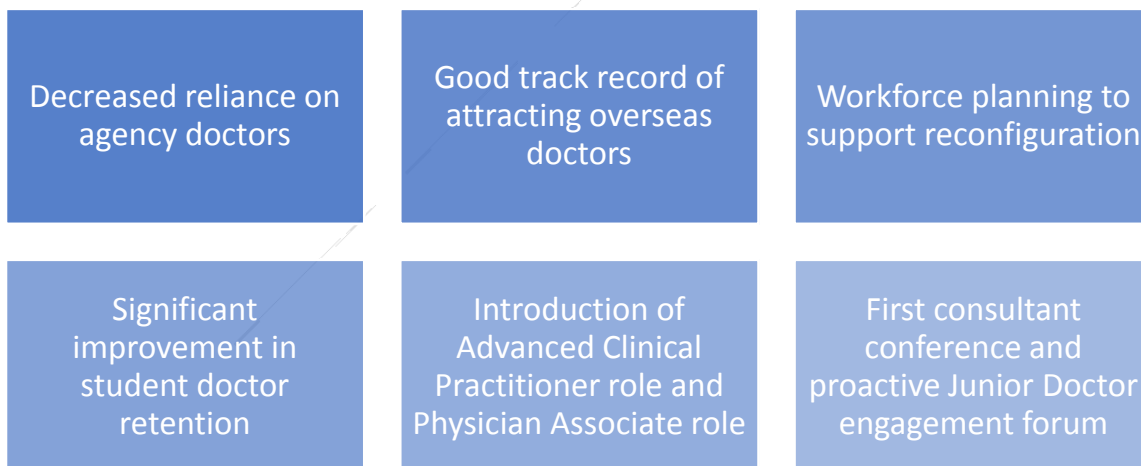 Decreased reliance on
agency doctors
Good track record of
attracting overseas
doctors
Workforce planning to
support reconfiguration
Significant
improvement in
student doctor
retention
Introduction of
Advanced Clinical
Practitioner role and
Physician Associate role
First consultant
conference and
proactive Junior Doctor
engagement forum